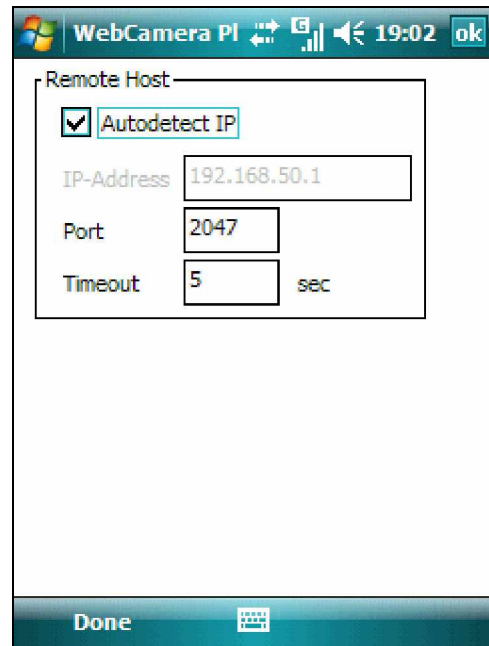 WebCamera Pl G 19:02 ok
Remote Host
Autodetect IP
IP-Address 192.168.50.1
Port 2047
Timeout 5 sec
Done